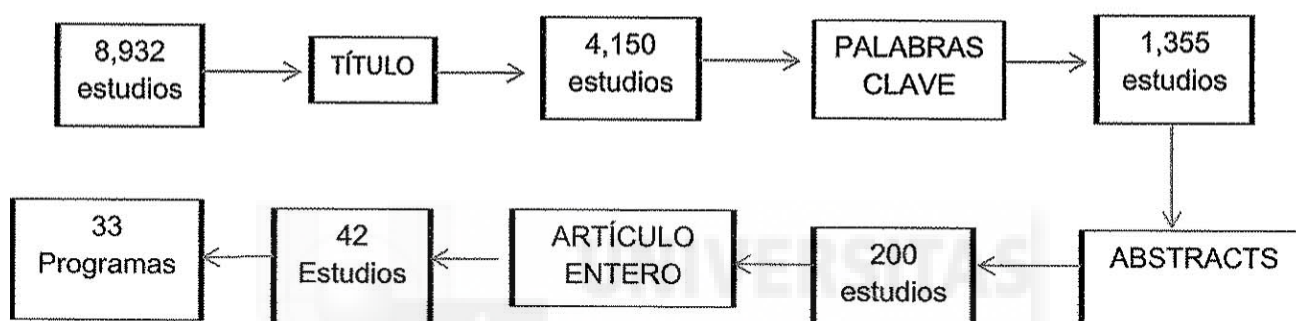 8,932
estudios
TÍTULO
4,150
estudios
PALABRAS
CLAVE
1,355
estudios
33
Programas
42
Estudios
ARTÍCULO
ENTERO
200
estudios
ABSTRACTS
UNIVERSITAS